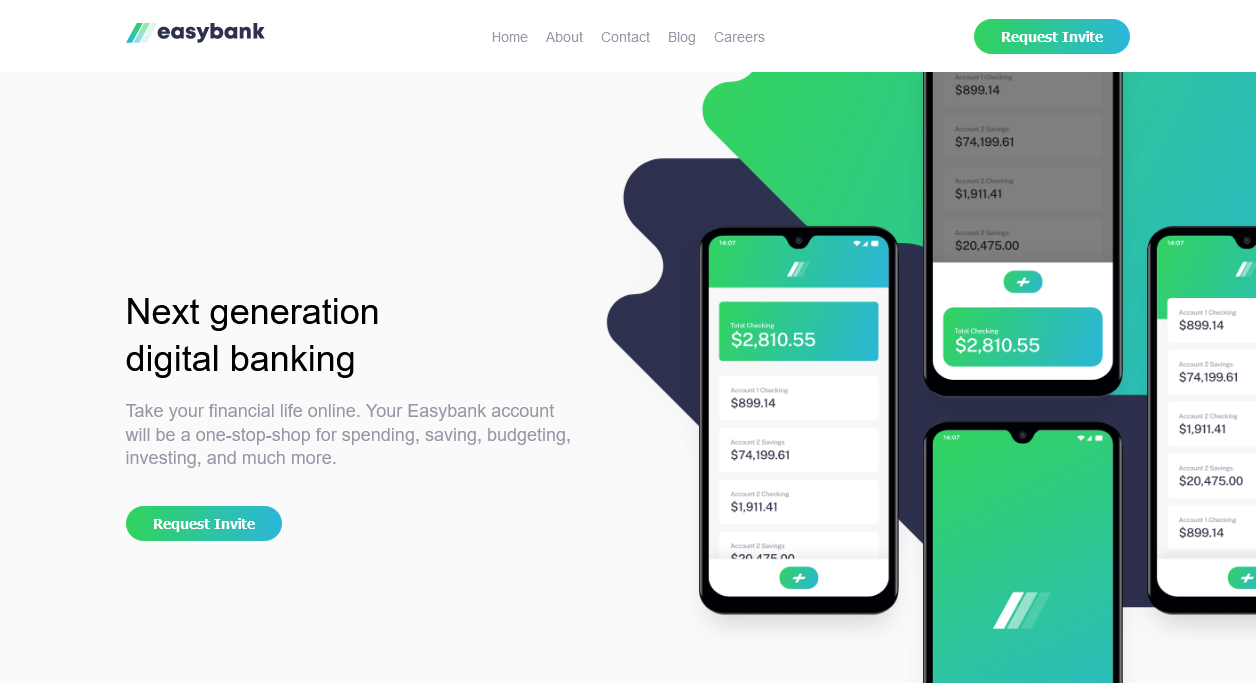 easybank
Home
About
Contact
Blog
Careers
Request Invite
Next generation
digital banking
Take your financial life online. Your Easybank account
will be a one-stop-shop for spending, saving, budgeting,
investing, and much more.
Request Invite
14:07
Total Checking
$2,810.55
Account 1 Checking
$899.14
Account 2 Savings
$74,199.61
Account 2 Checking
$1,911.41
Account 2 Savings
$20,475.00
Account 1 Checking
$899.14
Account 2 Savings
$74,199.61
Account 2 Checking
$1,911.41
Account 2 Savings
$20,475.00
Total Checking
$2,810.55
14:07
14:07
Account 1 Checking
$899.14
Account 2 Savings
$74,199.61
Account 2 Checking
$1,911.41
Account 2 Savings
$20,475.00
Account 1 Checking
$899.14